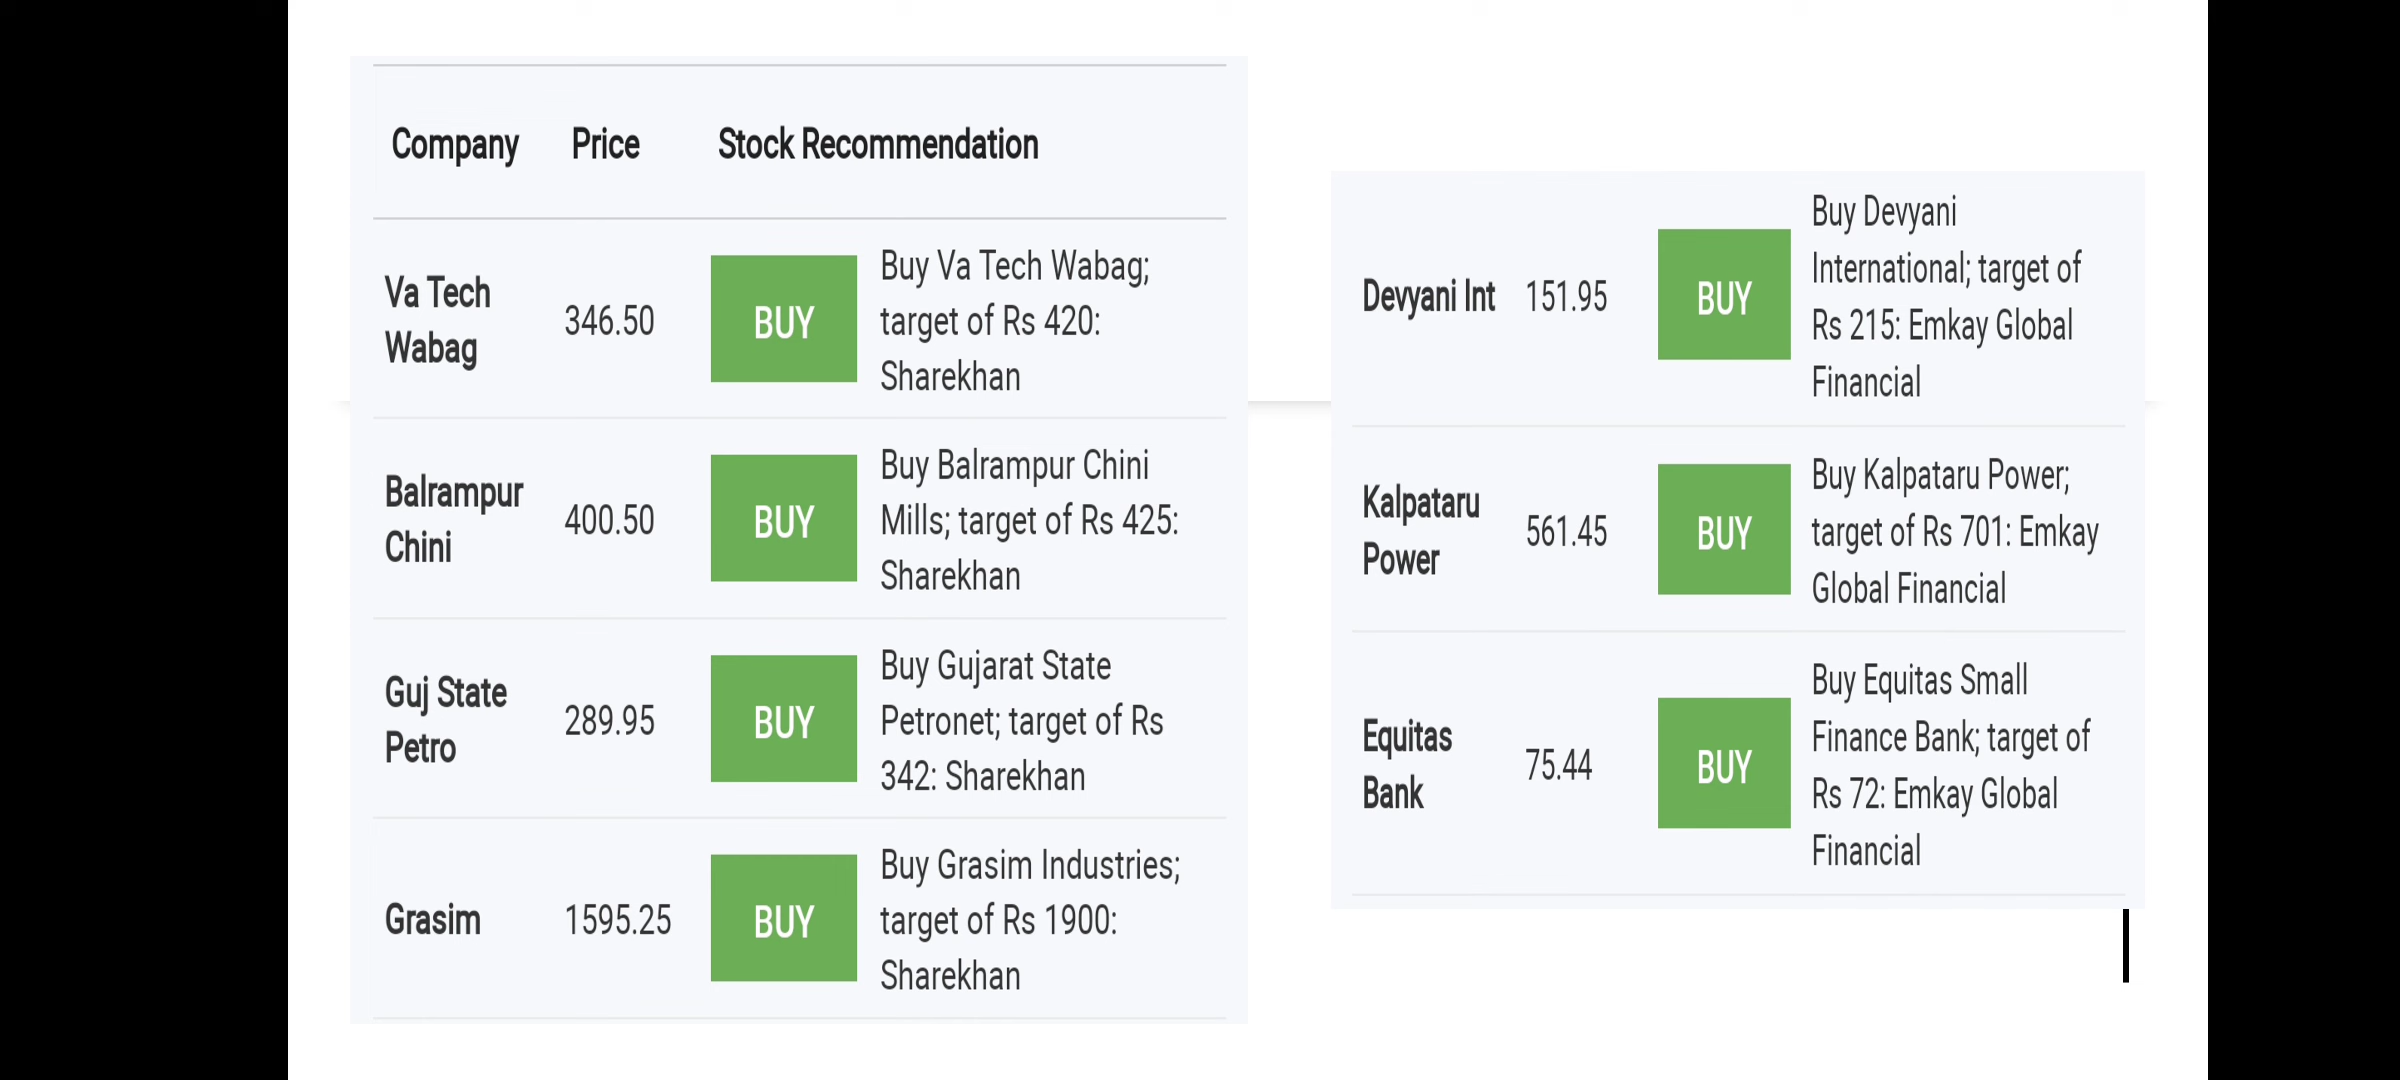 Company Price Stock Recommendation
Va Tech
Wabag
346.50
BUY
Buy Va Tech Wabag;
target of Rs 420:
Sharekhan
Balrampur
Chini
400.50
BUY
Buy Balrampur Chini
Mills; target of Rs 425:
Sharekhan
Guj State
Petro
289.95
BUY
Buy Gujarat State
Petronet; target of Rs
342: Sharekhan
Grasim
1595.25
BUY
Buy Grasim Industries;
target of Rs 1900:
Sharekhan
Devyani Int
151.95
BUY
Buy Devyani
International; target of
Rs 215: Emkay Global
Financial
Kalpataru
Power
561.45
BUY
Buy Kalpataru Power;
target of Rs 701: Emkay
Global Financial
Equitas
Bank
75.44
BUY
Buy Equitas Small
Finance Bank; target of
Rs 72: Emkay Global
Financial